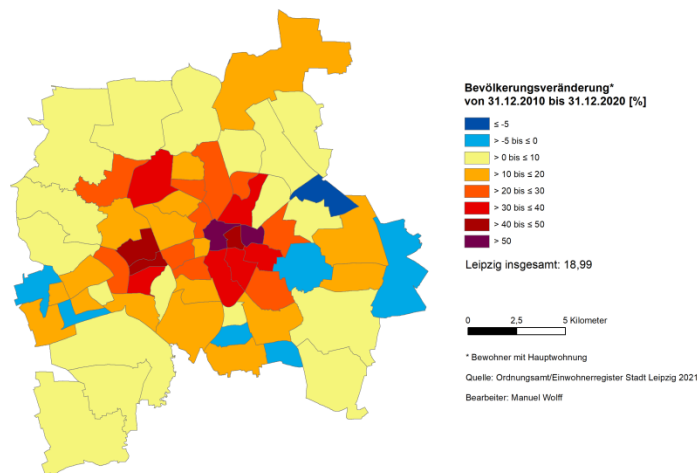 Bevölkerungsveränderung*
von 31.12.2010 bis 31.12.2020 [%]
≤ -5
> -5 bis ≤ 0
> 0 bis ≤ 10
> 10 bis ≤ 20
> 20 bis ≤ 30
> 30 bis ≤ 40
> 40 bis ≤ 50
> 50
Leipzig insgesamt: 18,99
0 2,5 5 Kilometer
* Bewohner mit Hauptwohnung
Quelle: Ordnungsamt/Einwohnerregister Stadt Leipzig 2021
Bearbeiter: Manuel Wolff